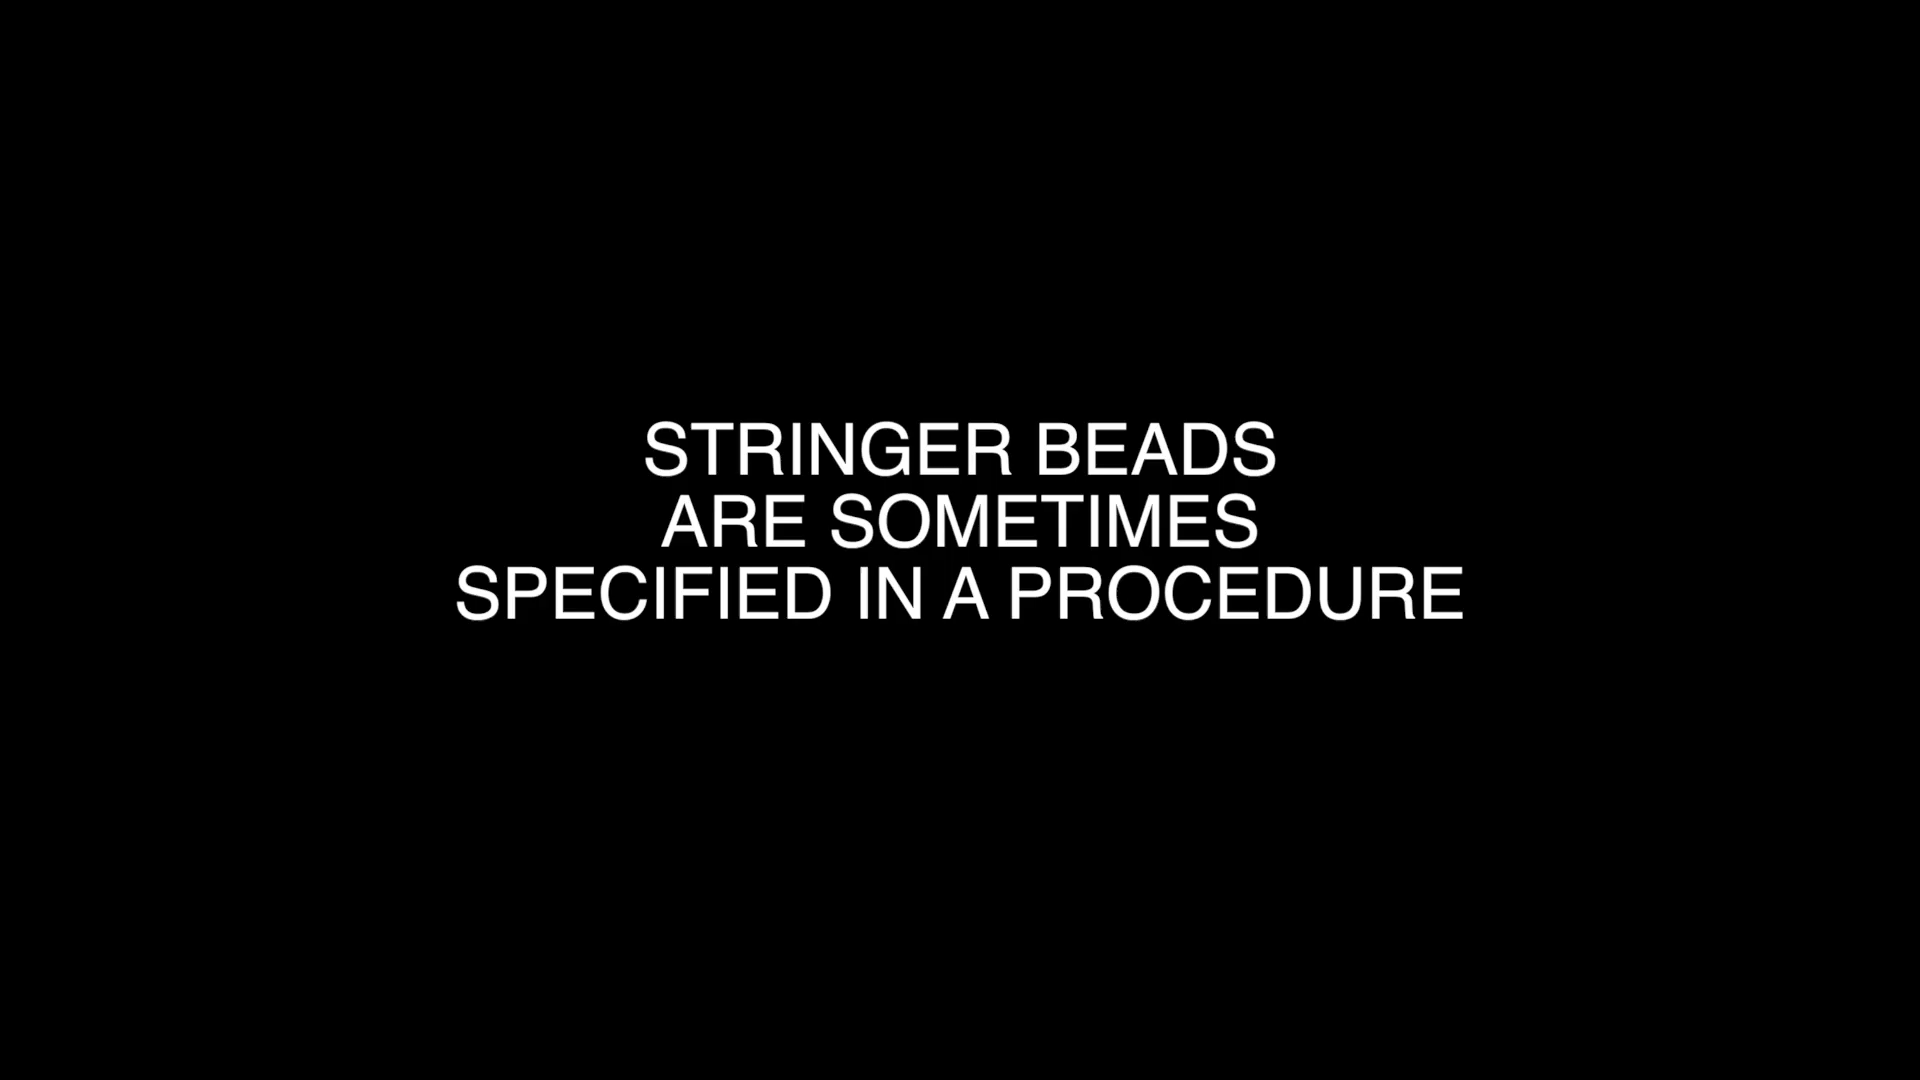 STRINGER BEADS
ARE SOMETIMES
SPECIFIED IN A PROCEDURE